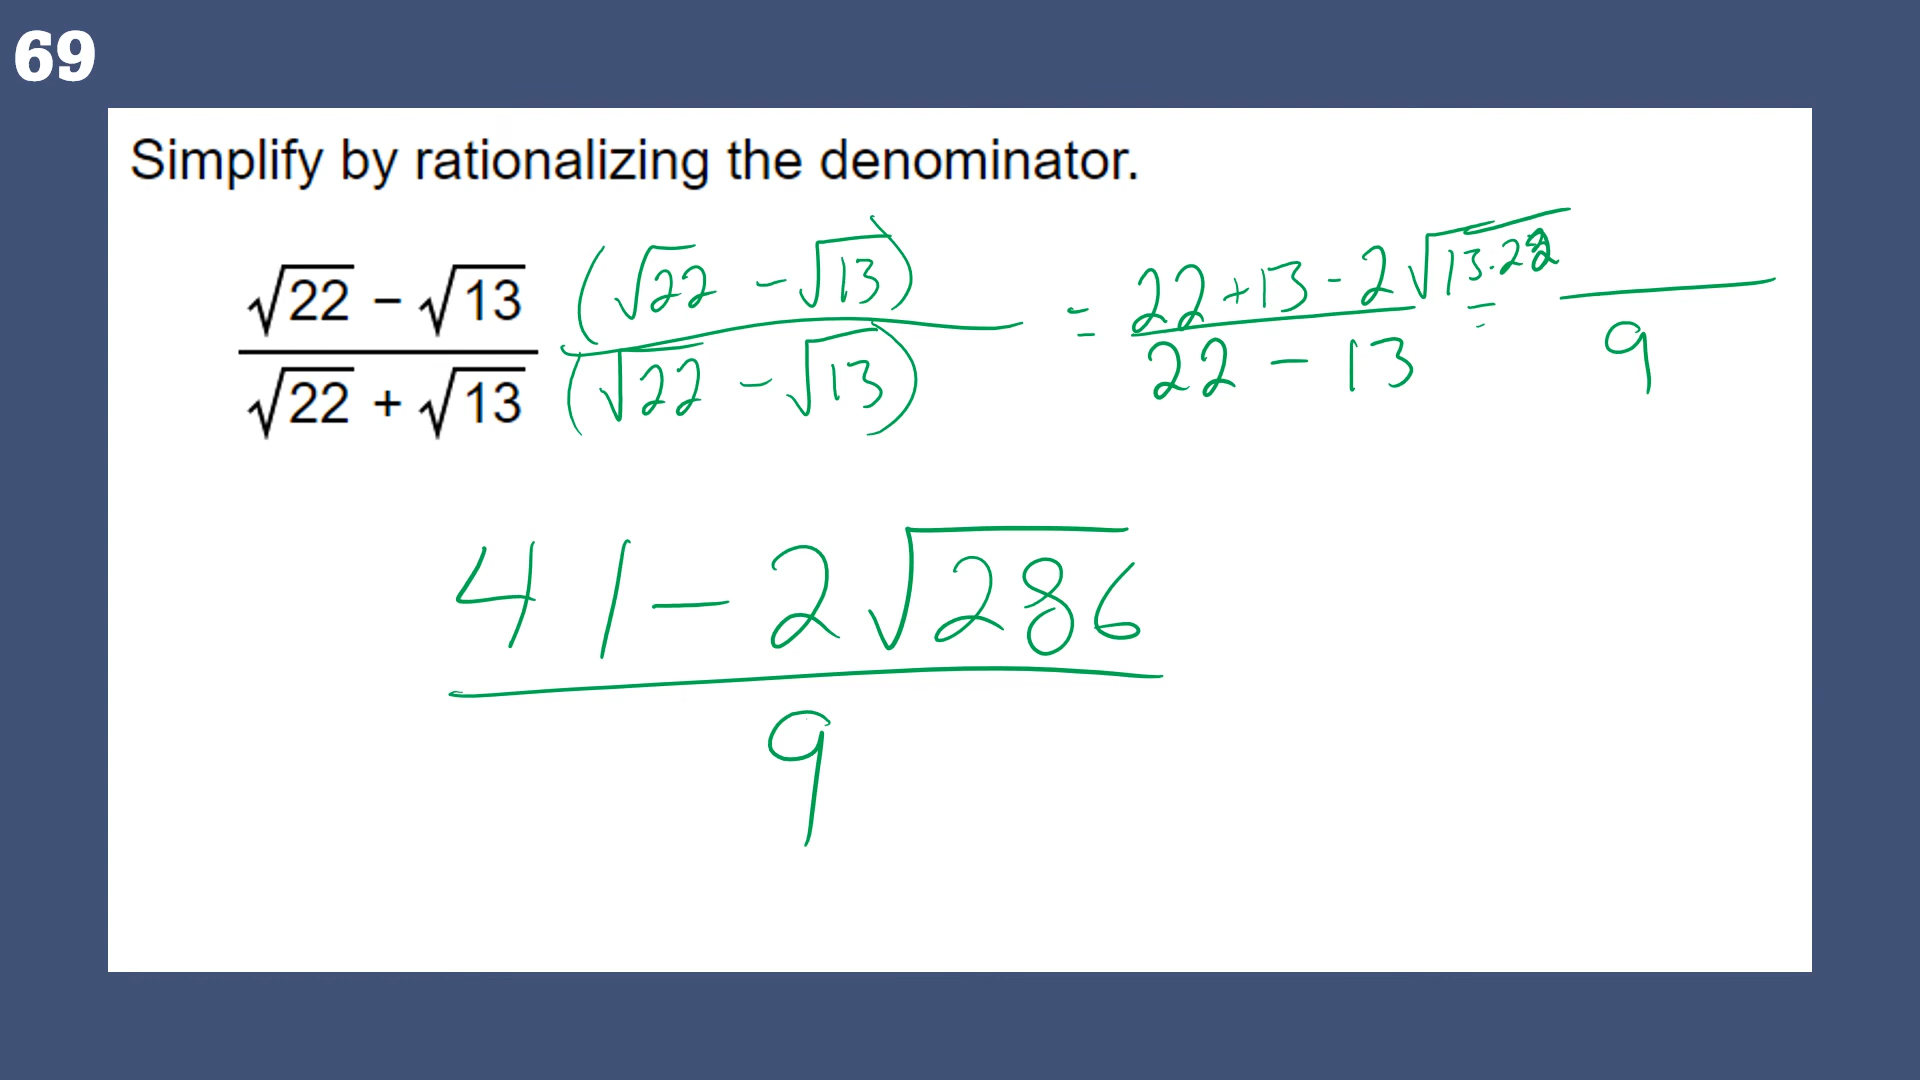 69
Simplify by rationalizing the denominator.
√22 − √13 / √22 + √13 (√22 − √13) / (√22 − √13) = 22 + 13 − 2√13·22 / 22 − 13 = / 9
41 − 2√286 / 9